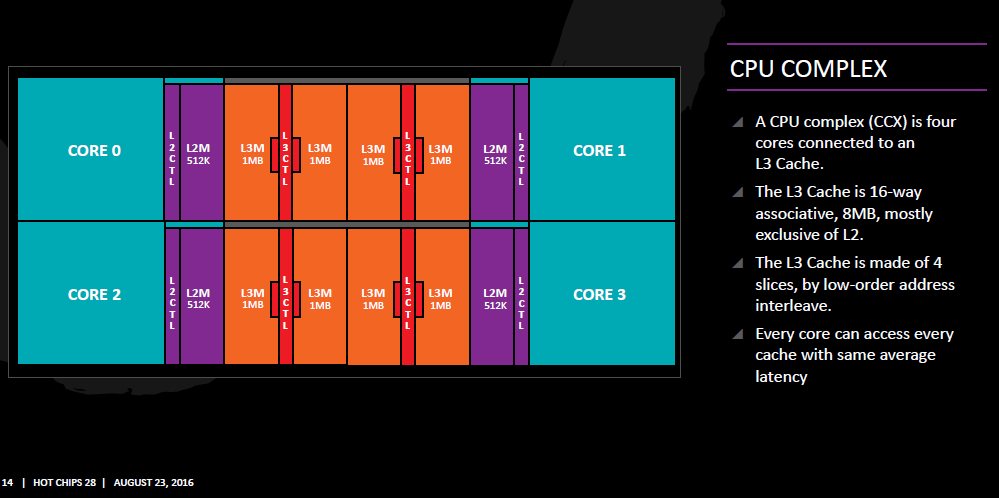 CPU COMPLEX
A CPU complex (CCX) is four
cores connected to an
L3 Cache.
The L3 Cache is 16-way
associative, 8MB, mostly
exclusive of L2.
The L3 Cache is made of 4
slices, by low-order address
interleave.
Every core can access every
cache with same average
latency
CORE 0
L2CTL
L2M
512K
L3M
1MB
L3CTL
L3M
1MB
L3M
1MB
L3CTL
L3M
1MB
L2M
512K
L2CTL
CORE 1
CORE 2
L2CTL
L2M
512K
L3M
1MB
L3CTL
L3M
1MB
L3M
1MB
L3CTL
L3M
1MB
L2M
512K
L2CTL
CORE 3
14 | HOT CHIPS 28 | AUGUST 23, 2016